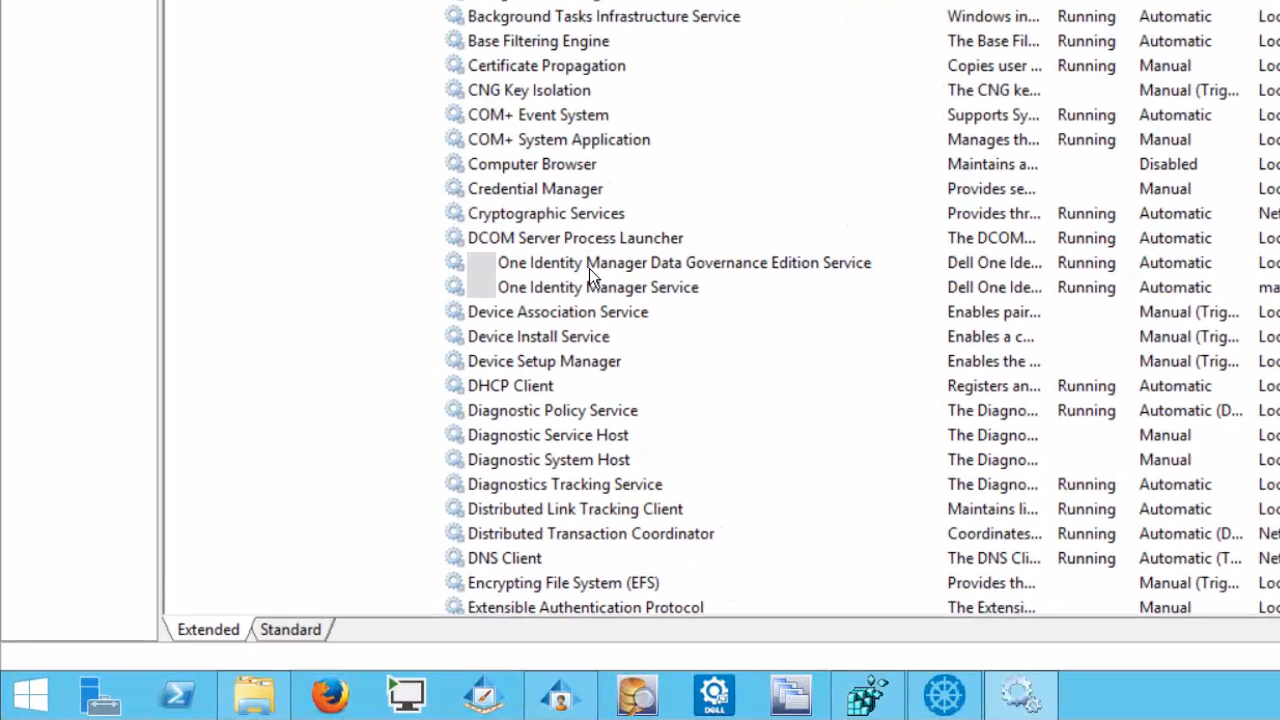 Background Tasks Infrastructure Service Windows in... Running Automatic Loc
Base Filtering Engine The Base Fil... Running Automatic Loc
Certificate Propagation Copies user ... Running Manual Loc
CNG Key Isolation The CNG ke... Running Manual (Trig... Loc
COM+ Event System Supports Sy... Running Automatic Loc
COM+ System Application Manages th... Running Manual Loc
Computer Browser Maintains a... Disabled Loc
Credential Manager Provides se... Manual Loc
Cryptographic Services Provides thr... Running Automatic Net
DCOM Server Process Launcher The DCOM... Running Automatic Loc
One Identity Manager Data Governance Edition Service Dell One Ide... Automatic Loc
One Identity Manager Service Dell One Ide... Automatic ma
Device Association Service Enables pair... Manual (Trig... Loc
Device Install Service Enables a c... Manual (Trig... Loc
Device Setup Manager Enables the ... Manual (Trig... Loc
DHCP Client Registers an... Running Automatic Loc
Diagnostic Policy Service The Diagno... Running Automatic (D... Loc
Diagnostic Service Host The Diagno... Manual Loc
Diagnostic System Host The Diagno... Manual Loc
Diagnostics Tracking Service The Diagno... Running Automatic Loc
Distributed Link Tracking Client Maintains li... Running Automatic Loc
Distributed Transaction Coordinator Coordinates... Running Automatic (D... Net
DNS Client The DNS Cli... Running Automatic (T... Net
Encrypting File System (EFS) Provides th... Manual (Trig... Loc
Extensible Authentication Protocol The Extensi... Manual Loc
Extended Standard
DELL